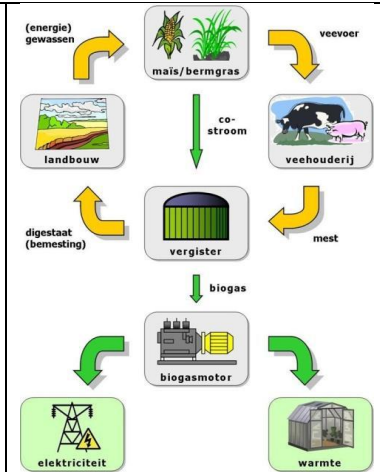 (energie)
gewassen
veevoer
maïs/bermgras
co-
stroom
landbouw
veehouderij
digestaat
(bemesting)
mest
vergister
biogas
biogasmotor
elektriciteit
warmte